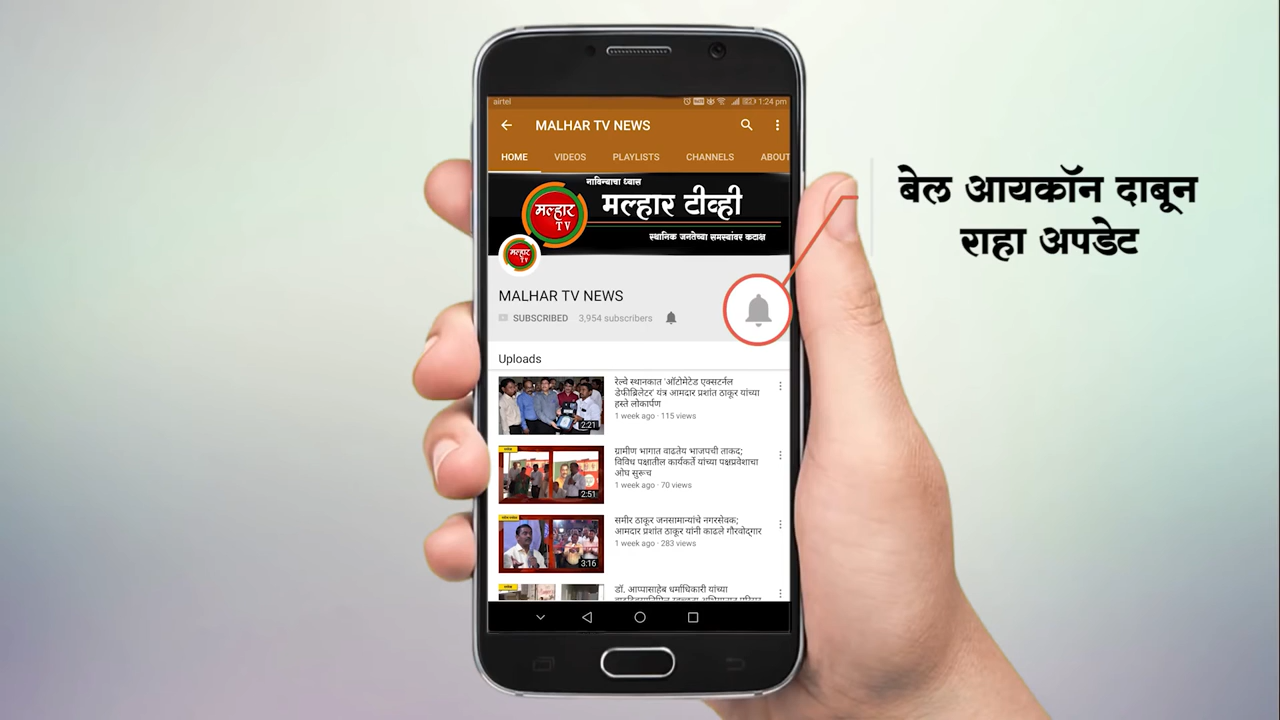 airtel
1:24 pm
MALHAR TV NEWS
HOME VIDEOS PLAYLISTS CHANNELS ABOUT
नाविन्याचा ध्यास
मल्हार टीव्ही
मल्हार
TV
स्थानिक जनतेच्या समस्यांवर कटाक्ष
मल्हार
TV
MALHAR TV NEWS
SUBSCRIBED 3,954 subscribers
Uploads
रेल्वे स्थानकात 'ऑटोमेटेड एक्सटर्नल
डेफीब्रिलेटर' यंत्र आमदार प्रशांत ठाकूर यांच्या
हस्ते लोकार्पण
1 week ago · 115 views
2:21
ग्रामीण भागात वाढतेय भाजपची ताकद;
विविध पक्षातील कार्यकर्ते यांच्या पक्षप्रवेशाचा
ओघ सुरूच
1 week ago · 70 views
2:51
समीर ठाकूर जनसामान्यांचे नगरसेवक;
आमदार प्रशांत ठाकूर यांनी काढले गौरवोद्गार
1 week ago · 283 views
3:16
डॉ. आप्पासाहेब धर्माधिकारी यांच्या
बेल आयकॉन दाबून
राहा अपडेट